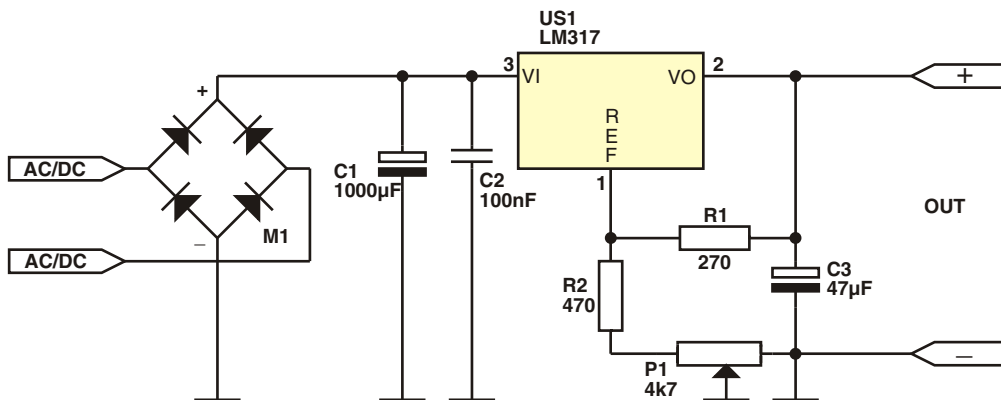 US1
LM317
3
VI
VO
2
+
+
R
E
F
AC/DC
C1
1000µF
C2
100nF
1
R1
270
OUT
M1
–
AC/DC
R2
470
C3
47µF
P1
4k7
–